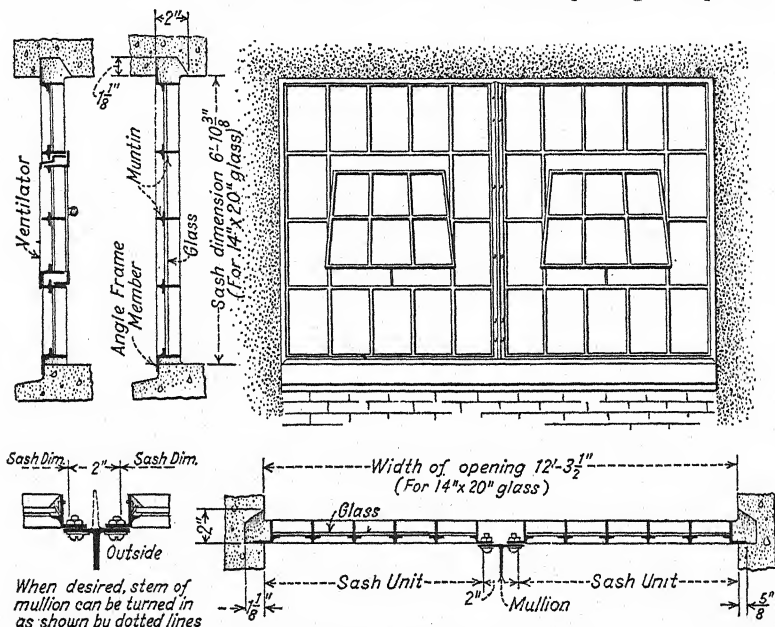 2"
1 1/8"
Ventilator
Muntin
Glass
Angle Frame
Member
Sash dimension 6'-10 3/8"
(For 14"x 20" glass)
Sash Dim.
2"
Sash Dim.
Outside
When desired, stem of
mullion can be turned in
as shown by dotted lines
Width of opening 12'-3 1/2"
(For 14"x 20" glass)
Glass
2"
Sash Unit
2"
Mullion
Sash Unit
1 1/8"
5/8"